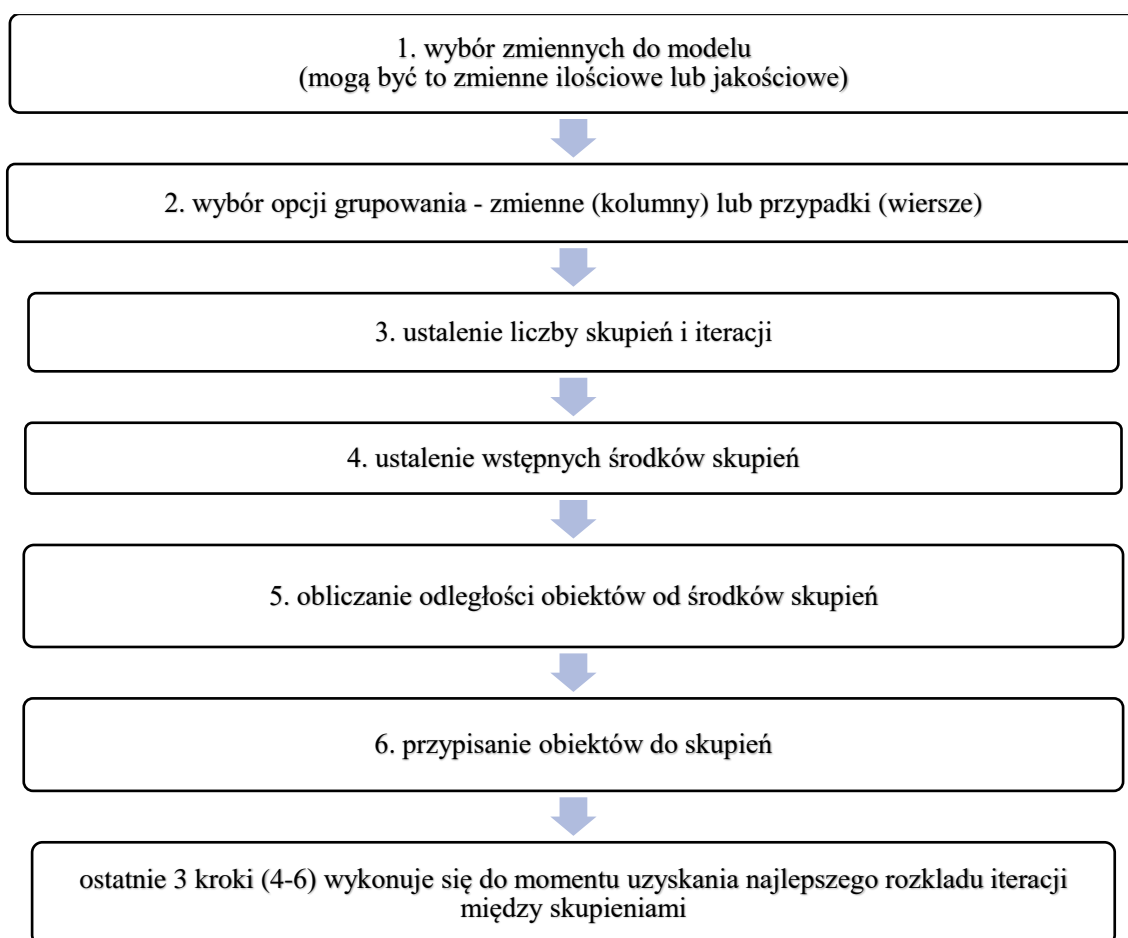 1. wybór zmiennych do modelu
(mogą być to zmienne ilościowe lub jakościowe)
2. wybór opcji grupowania - zmienne (kolumny) lub przypadki (wiersze)
3. ustalenie liczby skupień i iteracji
4. ustalenie wstępnych środków skupień
5. obliczanie odległości obiektów od środków skupień
6. przypisanie obiektów do skupień
ostatnie 3 kroki (4-6) wykonuje się do momentu uzyskania najlepszego rozkladu iteracji
między skupieniami